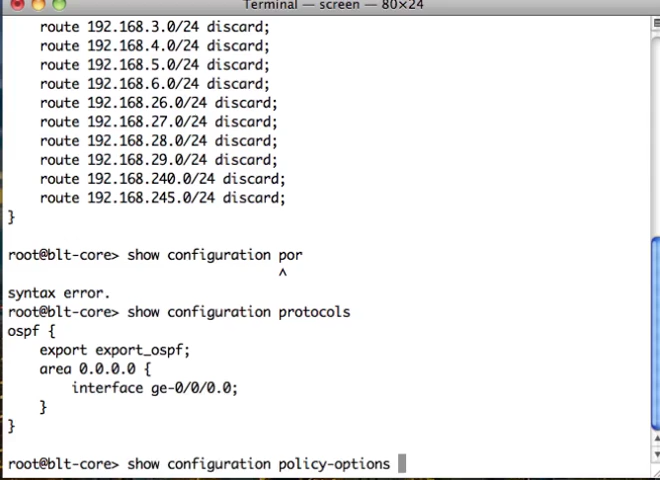 Terminal — screen — 80×24
route 192.168.3.0/24 discard;
route 192.168.4.0/24 discard;
route 192.168.5.0/24 discard;
route 192.168.6.0/24 discard;
route 192.168.26.0/24 discard;
route 192.168.27.0/24 discard;
route 192.168.28.0/24 discard;
route 192.168.29.0/24 discard;
route 192.168.240.0/24 discard;
route 192.168.245.0/24 discard;
}
root@blt-core> show configuration por
^
syntax error.
root@blt-core> show configuration protocols
ospf {
export export_ospf;
area 0.0.0.0 {
interface ge-0/0/0.0;
}
}
root@blt-core> show configuration policy-options